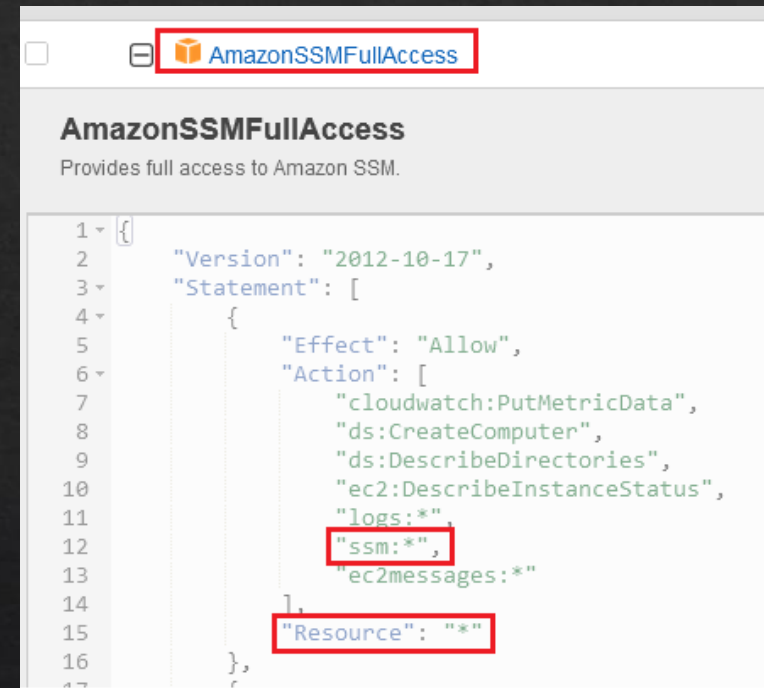 AmazonSSMFullAccess
AmazonSSMFullAccess
Provides full access to Amazon SSM.
1 {
2 "Version": "2012-10-17",
3 "Statement": [
4 {
5 "Effect": "Allow",
6 "Action": [
7 "cloudwatch:PutMetricData",
8 "ds:CreateComputer",
9 "ds:DescribeDirectories",
10 "ec2:DescribeInstanceStatus",
11 "logs:*",
12 "ssm:*",
13 "ec2messages:*"
14 ],
15 "Resource": "*"
16 },
17 {